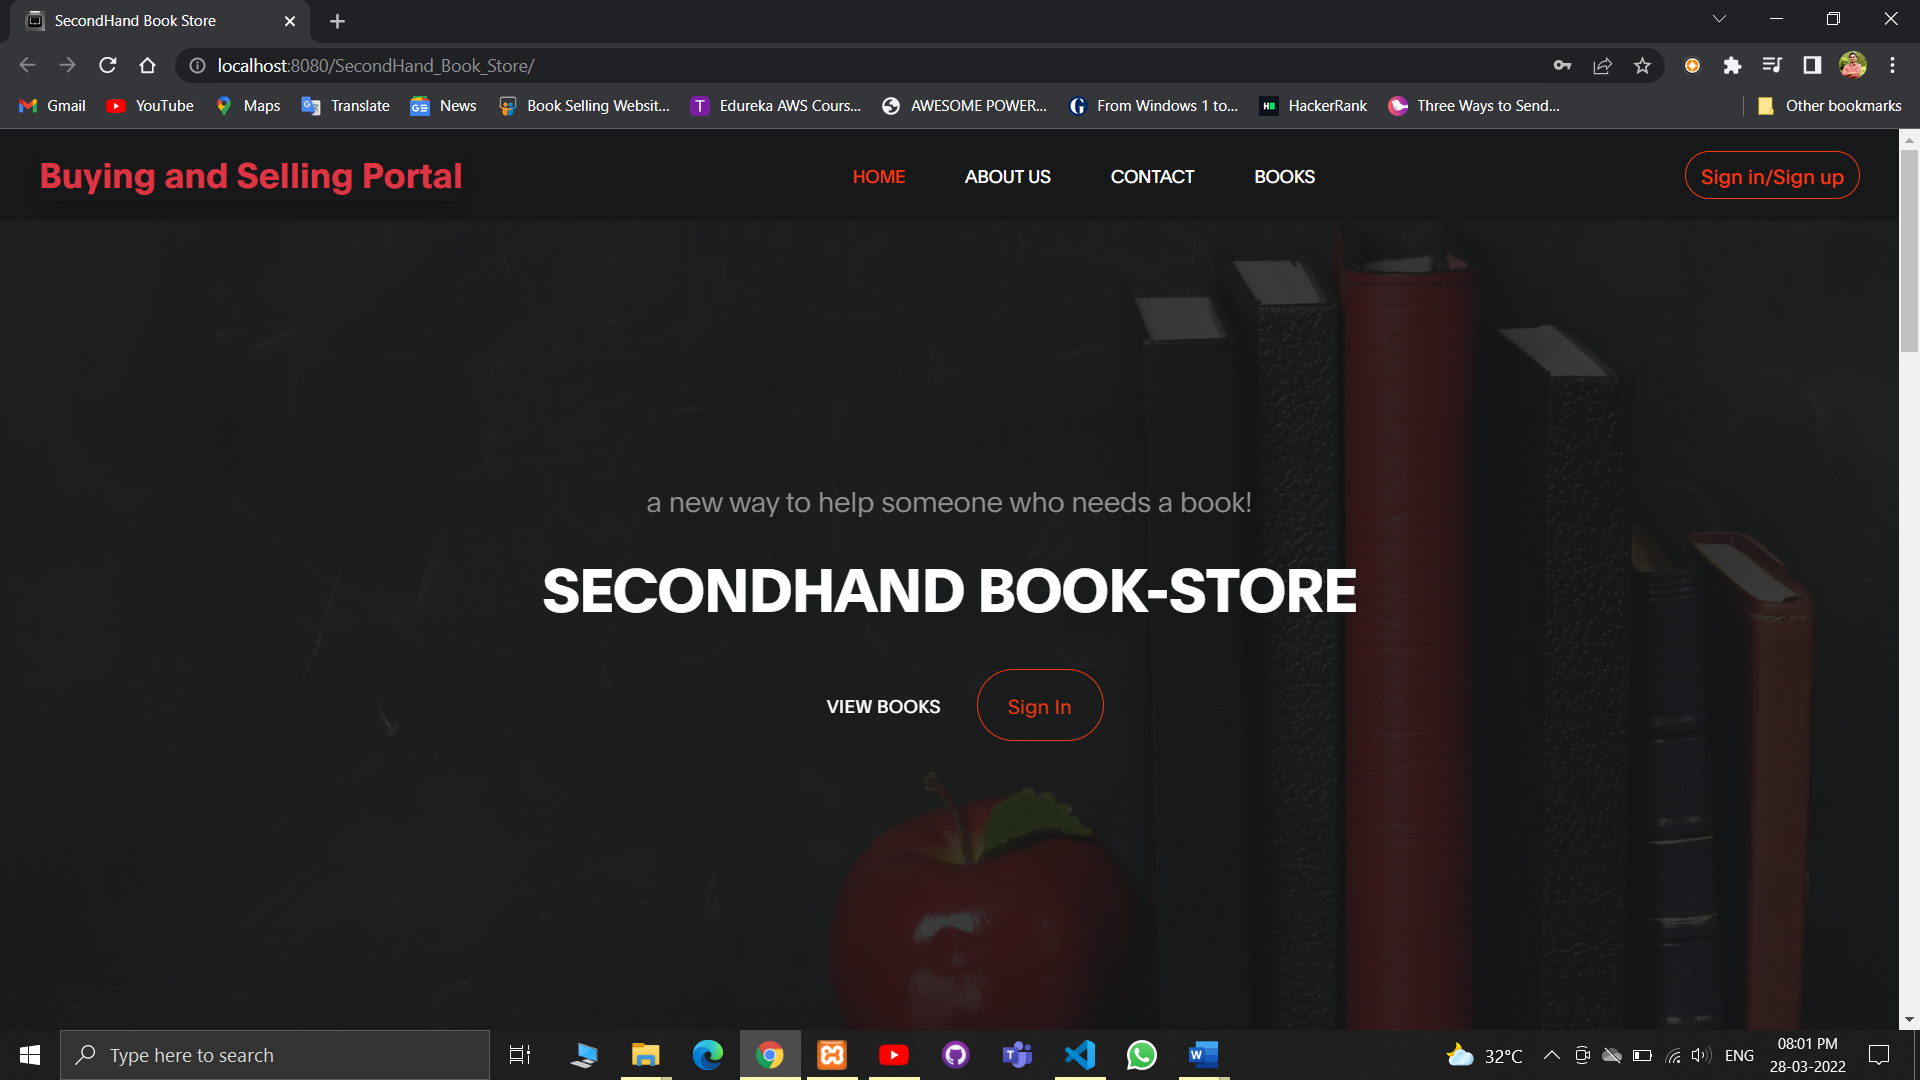 SecondHand Book Store
localhost:8080/SecondHand_Book_Store/
Gmail
YouTube
Maps
Translate
News
Book Selling Websit...
Edureka AWS Cours...
AWESOME POWER...
From Windows 1 to...
HackerRank
Three Ways to Send...
Other bookmarks
Buying and Selling Portal
HOME
ABOUT US
CONTACT
BOOKS
Sign in/Sign up
a new way to help someone who needs a book!
SECONDHAND BOOK-STORE
VIEW BOOKS
Sign In
Type here to search
32°C
ENG
08:01 PM
28-03-2022